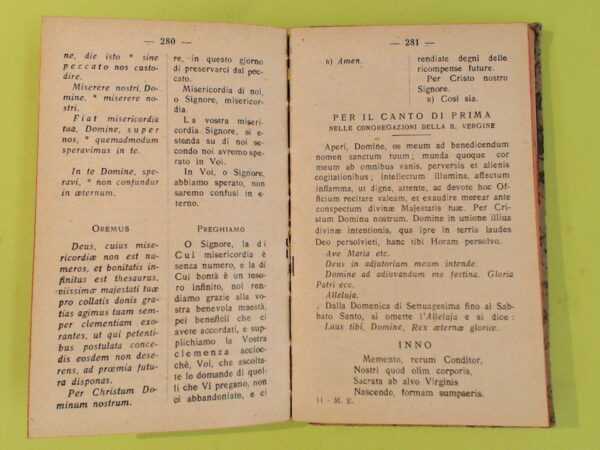 — 280 —
ne, die isto * sine
peccato nos custo-
dire.
Miserere nostri, Do-
mine, * miserere no-
stri.
Fiat misericordia
tua, Domine, super
nos, * quemadmodum
speravimus in te.
In te Domine, spe-
ravi, * non confundar
in æternum.
OREMUS
Deus, cuius mise-
ricordiæ non est nu-
meros, et bonitatis in-
finitus est thesaurus,
piissimæ majestati tuæ
pro collatis donis gra-
tias agimus tuam sem-
per clementiam exo-
rantes, ut qui petenti-
bus postulata conce-
dis eosdem non dese-
rens, ad præmia futu-
ra disponas.
Per Christum Do-
minum nostrum.
re, in questo giorno
di preservarci dal pec-
cato.
Misericordia di noi,
o Signore, misericor-
dia.
La vostra miseri-
cordia Signore, si e-
stenda su di noi se-
condo noi avremo spe-
rato in Voi.
In Voi, o Signore,
abbiamo sperato, non
saremo confusi in e-
terno.
PREGHIAMO
O Signore, la di
Cui misericordia è
senza numero, e la di
Cui bontà è un teso-
ro infinito, noi ren-
diamo grazie alla vo-
stra benevola maestà,
pei benefici che ci
avete accordati, e sup-
plichiamo la Vostra
clemenza accioc-
chè, Voi, che ascolta-
te le domande di quel-
li che Vi pregano, non
ci abbandoniate, e ci
— 281 —
R) Amen.
rendiate degni delle
ricompense future.
Per Cristo nostro
Signore.
R) Così sia.
PER IL CANTO DI PRIMA
NELLE CONGREGAZIONI DELLA B. VERGINE
Aperi, Domine, os meum ad benedicendum
nomen sanctum tuum; munda quoque cor
meum ab omnibus vanis, perversis et alienis
cogitationibus; intellectum illumina, affectum
inflamma, ut digne, attente, ac devote hoc Of-
ficium recitare valeam, et exaudire merear ante
conspectum divinæ Majestatis tuæ. Per Cri-
stum Dominu nostrum. Domine in unione illius
divinæ intentionis, qua ipre in terris laudes
Deo persolvisti, hanc tibi Horam persolvo.
Ave Maria etc.
Deus in adjutorium meum intende.
Domine ad adiuvandum me festina. Gloria
Patri ecc.
Alleluja.
Dalla Domenica di Settuagesima fino al Sab-
bato Santo, si omette l'Alleluja e si dice:
Laus tibi, Domine, Rex æternæ gloriæ.
INNO
Memento, rerum Conditor,
Nostri quod olim corporis,
Sacrata ab alvo Virginis
Nascendo, formam sumpseris.
11 - M. E.